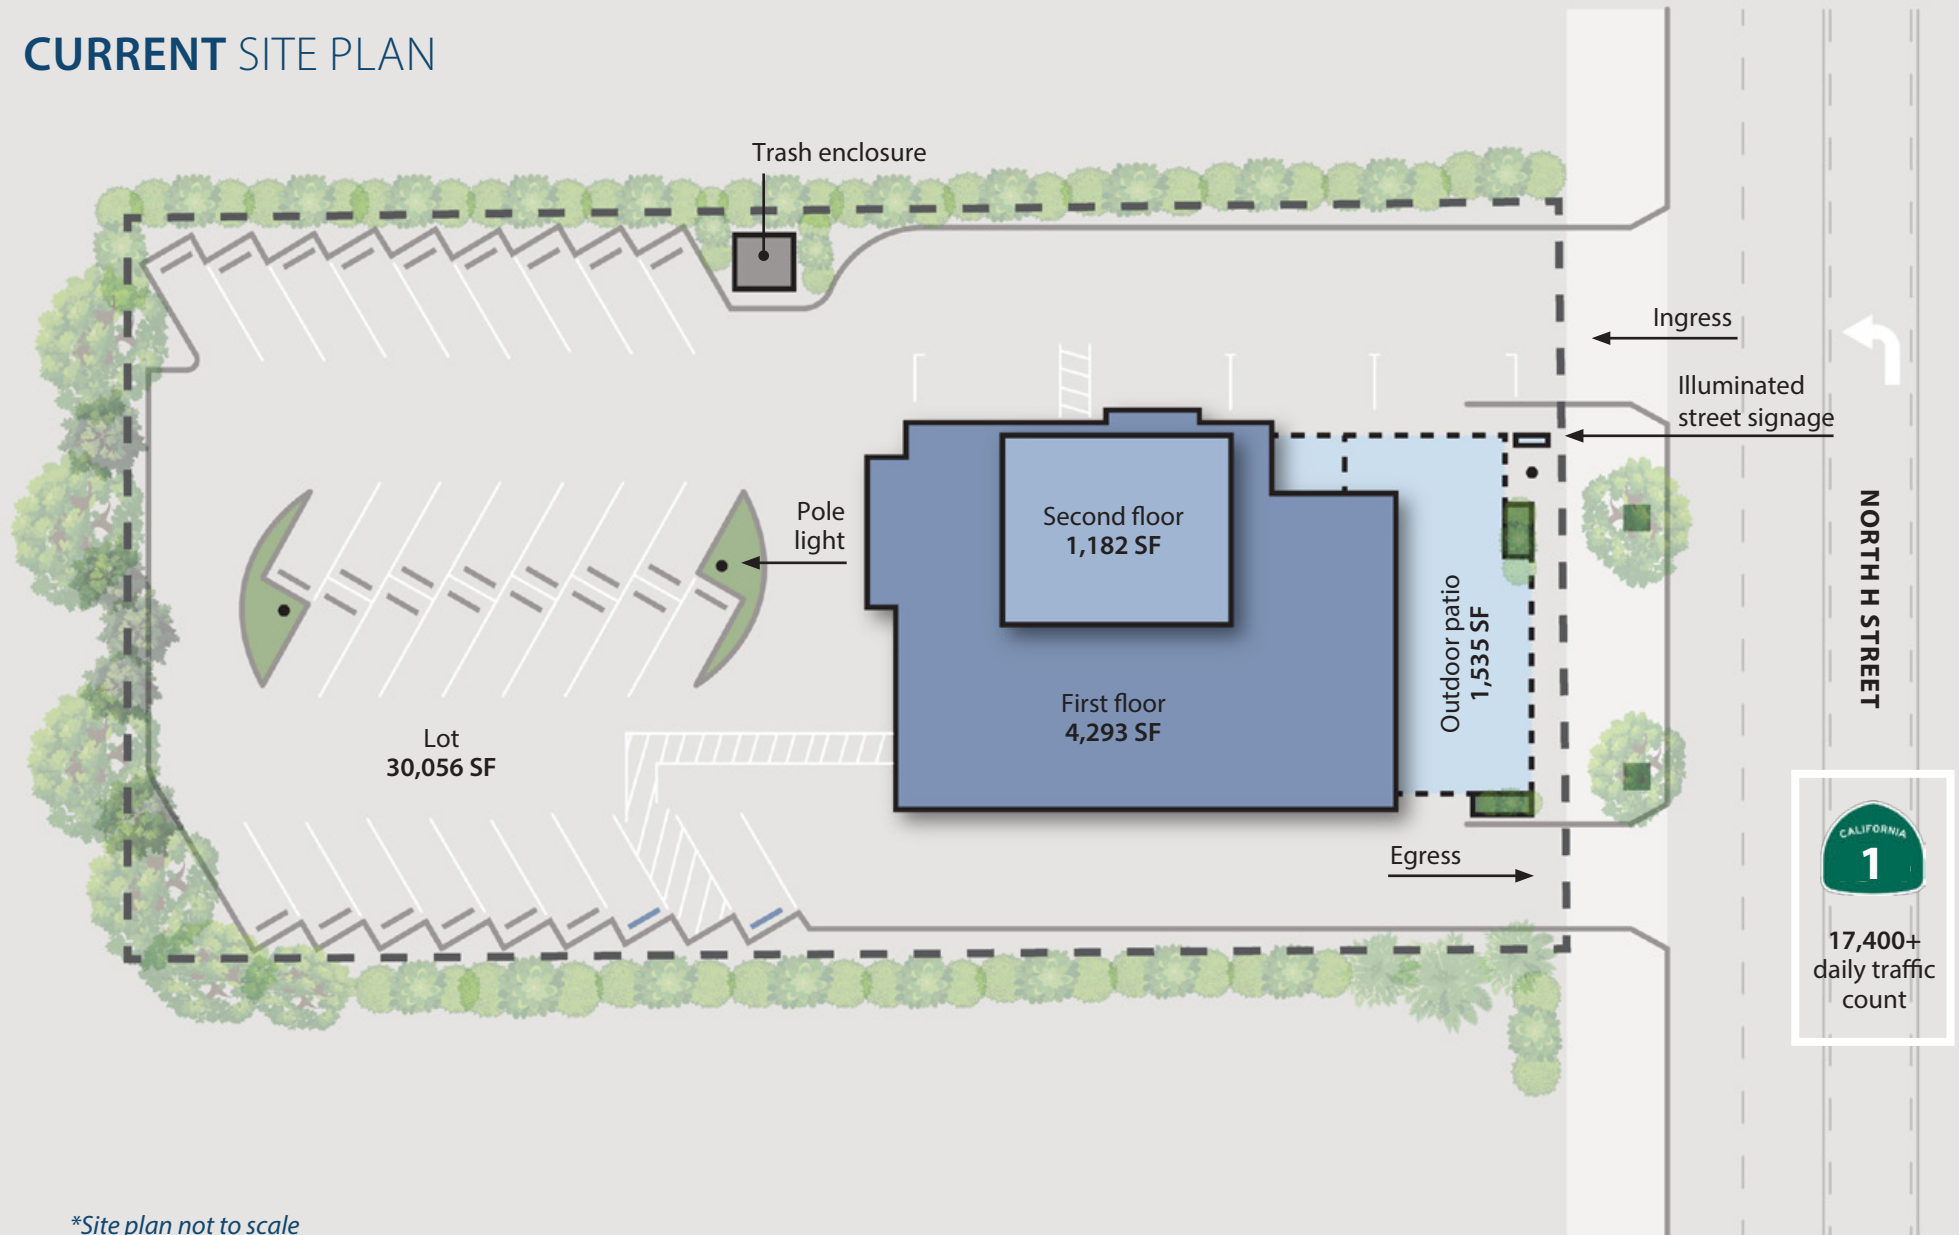 CURRENT SITE PLAN
Trash enclosure
Ingress
Illuminated
street signage
Pole
light
Second floor
1,182 SF
Outdoor patio
1,535 SF
NORTH H STREET
First floor
4,293 SF
Lot
30,056 SF
Egress
CALIFORNIA
1
17,400+
daily traffic
count
*Site plan not to scale